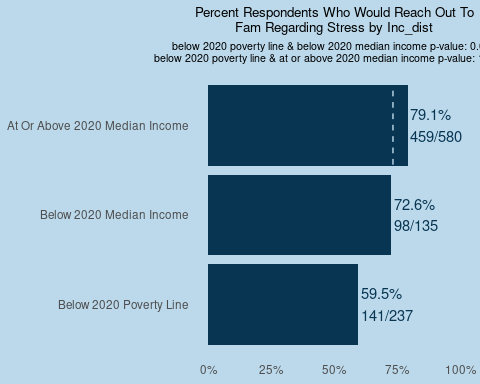 Percent Respondents Who Would Reach Out To
Fam Regarding Stress by Inc_dist
below 2020 poverty line & below 2020 median income p-value:
below 2020 poverty line & at or above 2020 median income p-value:
At Or Above 2020 Median Income
79.1%
459/580
Below 2020 Median Income
72.6%
98/135
Below 2020 Poverty Line
59.5%
141/237
0% 25% 50% 75% 100%